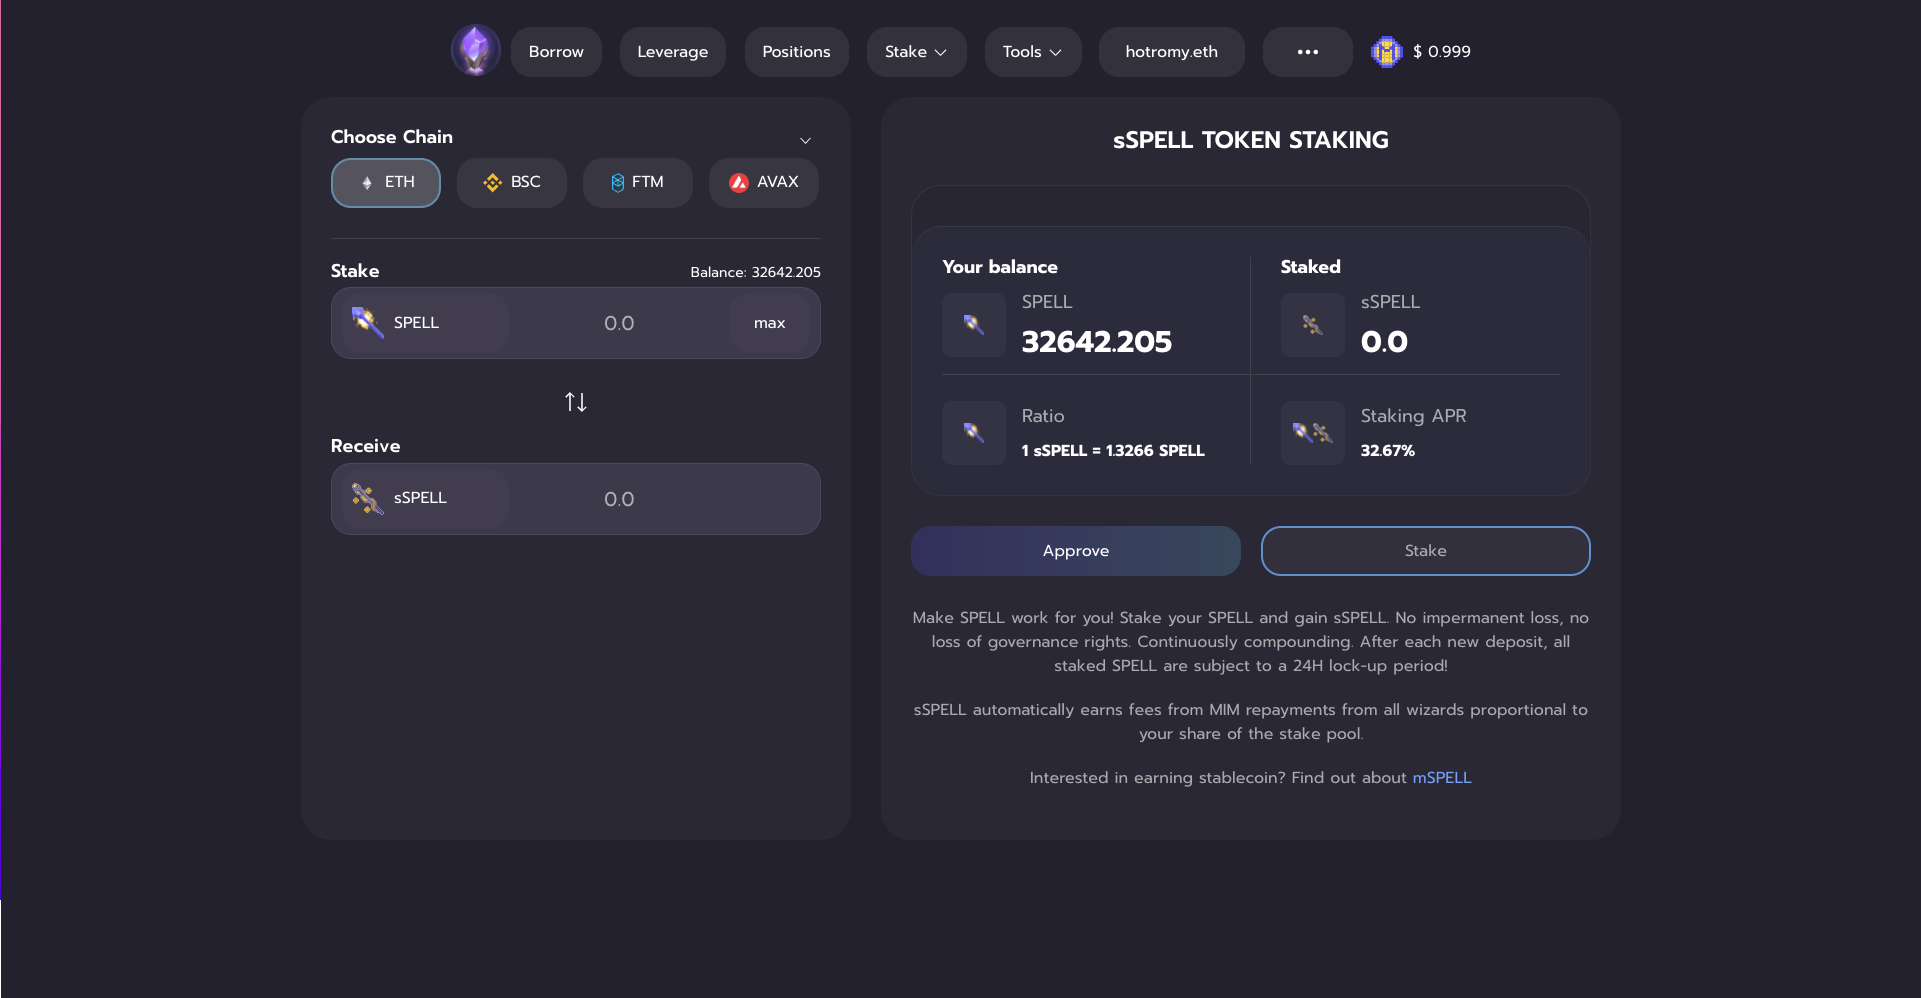 Borrow
Leverage
Positions
Stake
Tools
hotromy.eth
$ 0.999
Choose Chain
ETH
BSC
FTM
AVAX
Stake
Balance: 32642.205
SPELL
0.0
max
Receive
sSPELL
0.0
sSPELL TOKEN STAKING
Your balance
SPELL
32642.205
Staked
sSPELL
0.0
Ratio
1 sSPELL = 1.3266 SPELL
Staking APR
32.67%
Approve
Stake
Make SPELL work for you! Stake your SPELL and gain sSPELL. No impermanent loss, no
loss of governance rights. Continuously compounding. After each new deposit, all
staked SPELL are subject to a 24H lock-up period!
sSPELL automatically earns fees from MIM repayments from all wizards proportional to
your share of the stake pool.
Interested in earning stablecoin? Find out about mSPELL